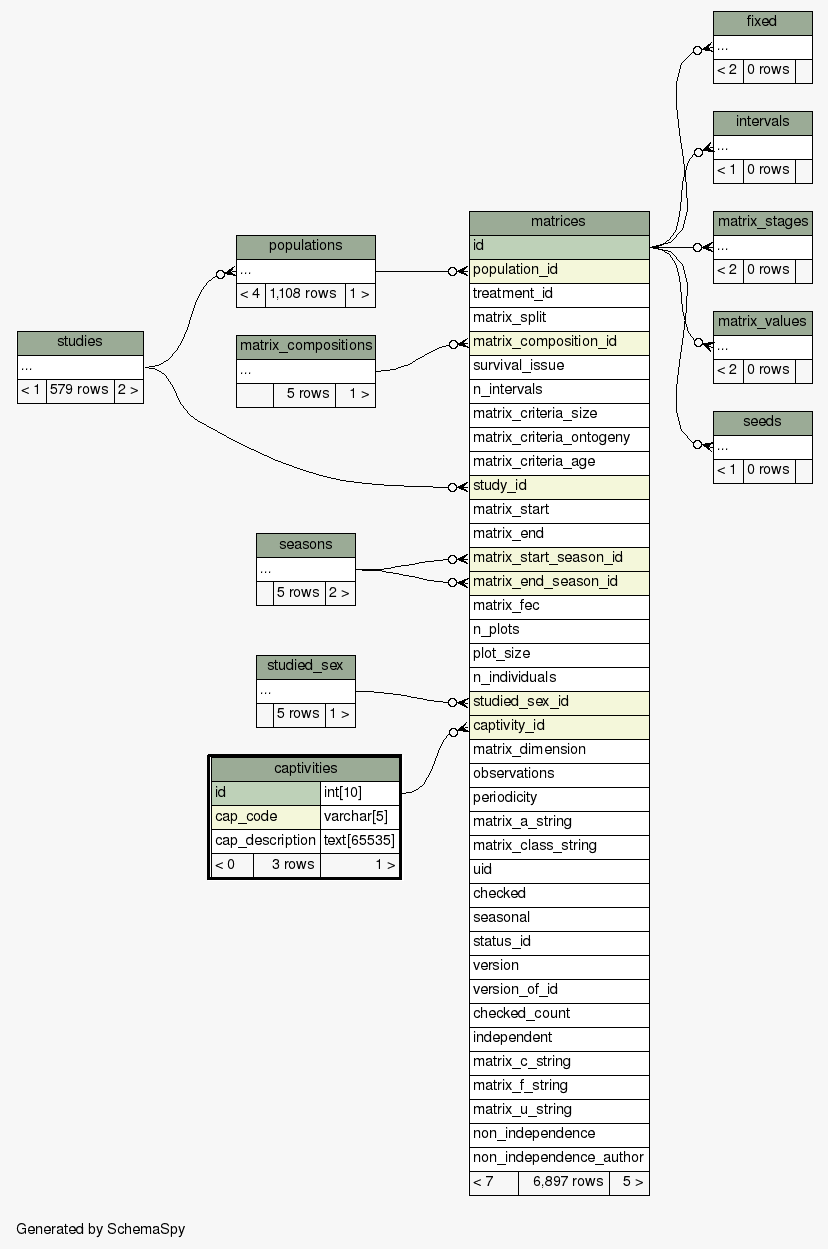 fixed
...
< 2 0 rows
intervals
...
< 1 0 rows
matrix_stages
...
< 2 0 rows
matrix_values
...
< 2 0 rows
seeds
...
< 1 0 rows
populations
...
< 4 1,108 rows 1 >
studies
...
< 1 579 rows 2 >
matrix_compositions
...
5 rows 1 >
seasons
...
5 rows 2 >
studied_sex
...
5 rows 1 >
captivities
id int[10]
cap_code varchar[5]
cap_description text[65535]
< 0 3 rows 1 >
matrices
id
population_id
treatment_id
matrix_split
matrix_composition_id
survival_issue
n_intervals
matrix_criteria_size
matrix_criteria_ontogeny
matrix_criteria_age
study_id
matrix_start
matrix_end
matrix_start_season_id
matrix_end_season_id
matrix_fec
n_plots
plot_size
n_individuals
studied_sex_id
captivity_id
matrix_dimension
observations
periodicity
matrix_a_string
matrix_class_string
uid
checked
seasonal
status_id
version
version_of_id
checked_count
independent
matrix_c_string
matrix_f_string
matrix_u_string
non_independence
non_independence_author
< 7 6,897 rows 5 >
Generated by SchemaSpy